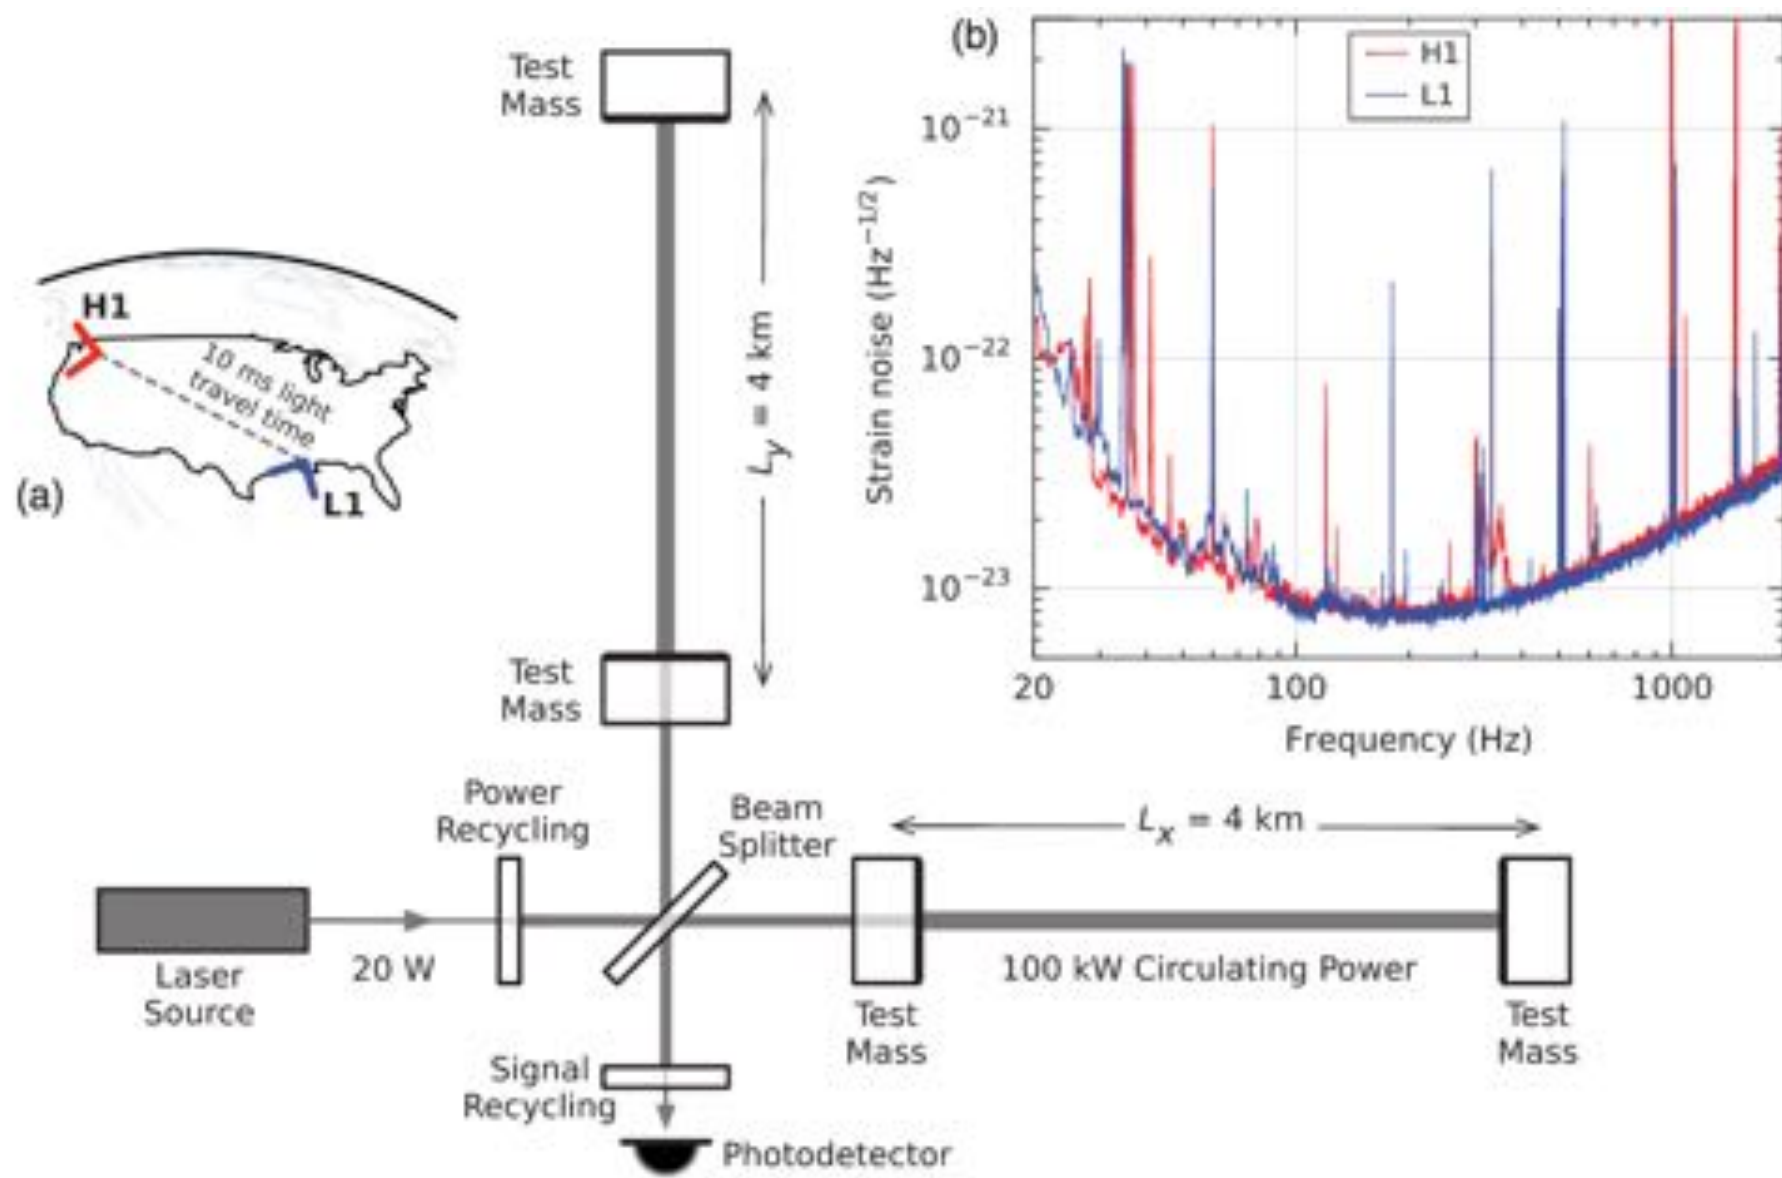 (a)
H1
10 ms light
travel time
L1
Test
Mass
L_y = 4 km
Test
Mass
Power
Recycling
Beam
Splitter
Laser
Source
20 W
L_x = 4 km
100 kW Circulating Power
Test
Mass
Test
Mass
Signal
Recycling
Photodetector
(b)
H1
L1
Strain noise (Hz^{-1/2})
10^{-21}
10^{-22}
10^{-23}
20
100
1000
Frequency (Hz)